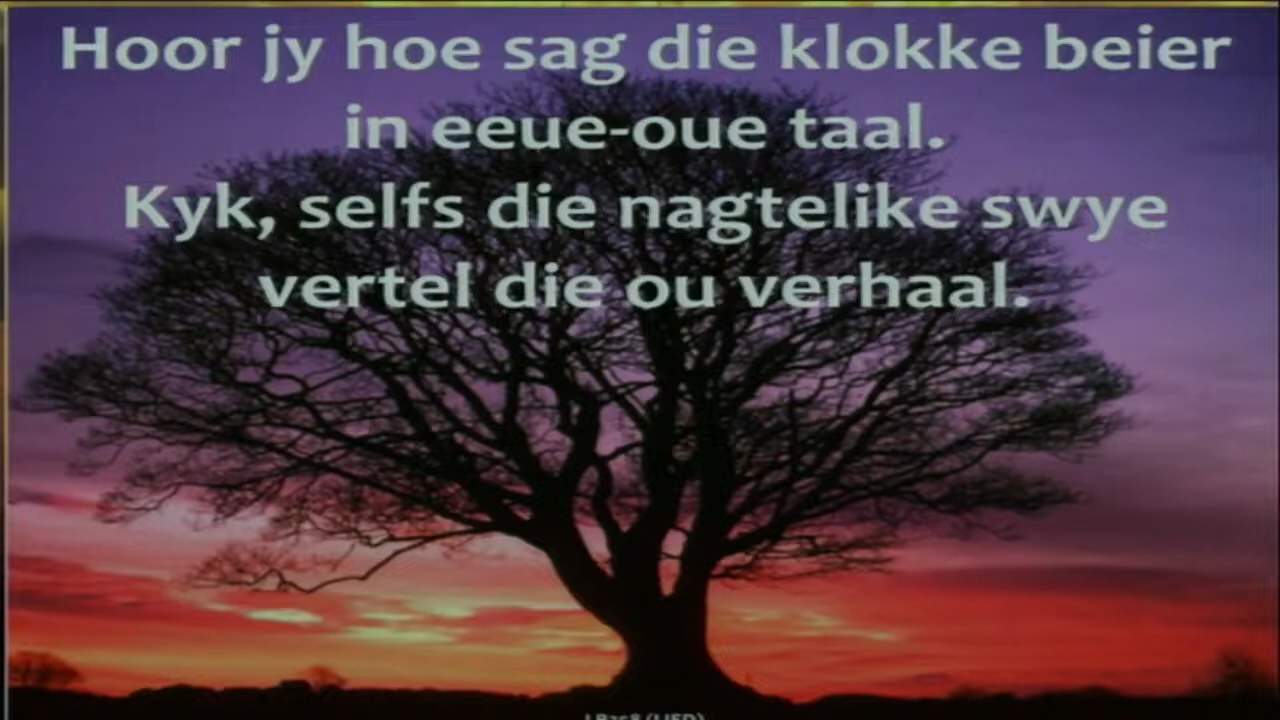 Hoor jy hoe sag die klokke beier
in eeue-oue taal.
Kyk, selfs die nagtelike swye
vertel die ou verhaal.